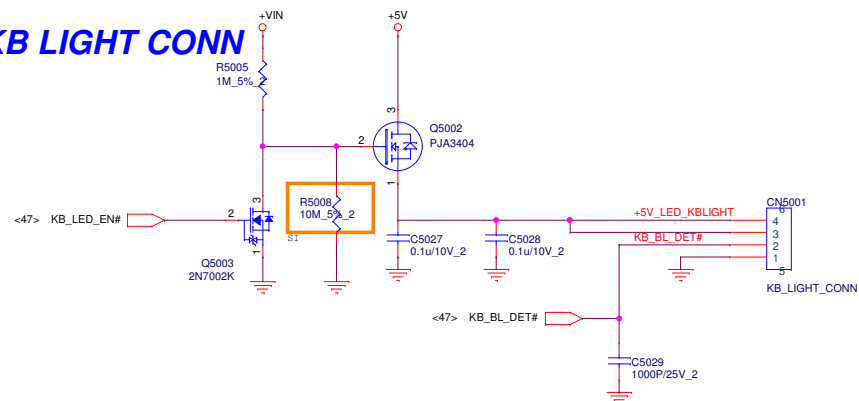 +VIN
+5V
KB LIGHT CONN
R5005
1M_5%_2
3
Q5002
PJA3404
2
1
R5008
10M_5%_2
3
<47> KB_LED_EN#
2
1
SI
Q5003
2N7002K
C5027
0.1u/10V_2
C5028
0.1u/10V_2
+5V_LED_KBLIGHT
KB_BL_DET#
CN5001
6
4
3
2
1
5
KB_LIGHT_CONN
<47> KB_BL_DET#
C5029
1000P/25V_2